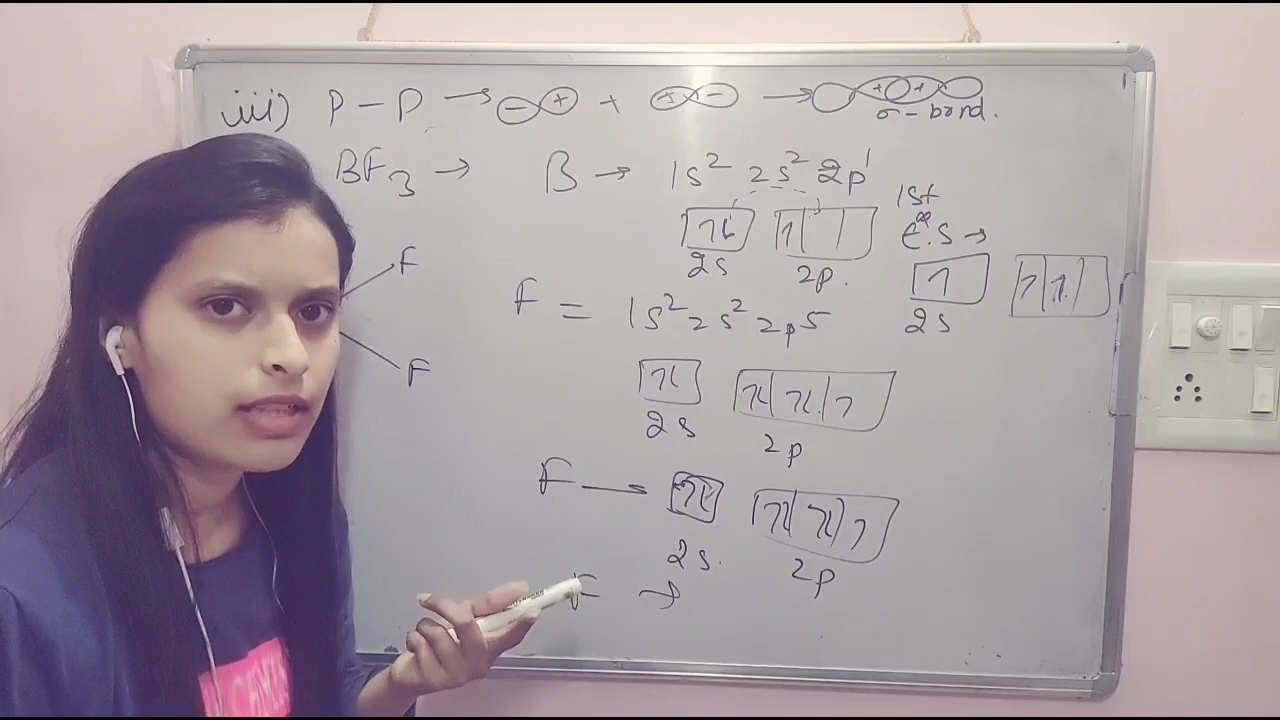 iii) P – P → – + + + – → + + σ – bond.
BF3 → B → 1s² 2s² 2p¹
2s 2p. 1st E.S →
2s
F
F = 1s² 2s² 2p5
F
2s 2p
F →
2s. 2p
F →